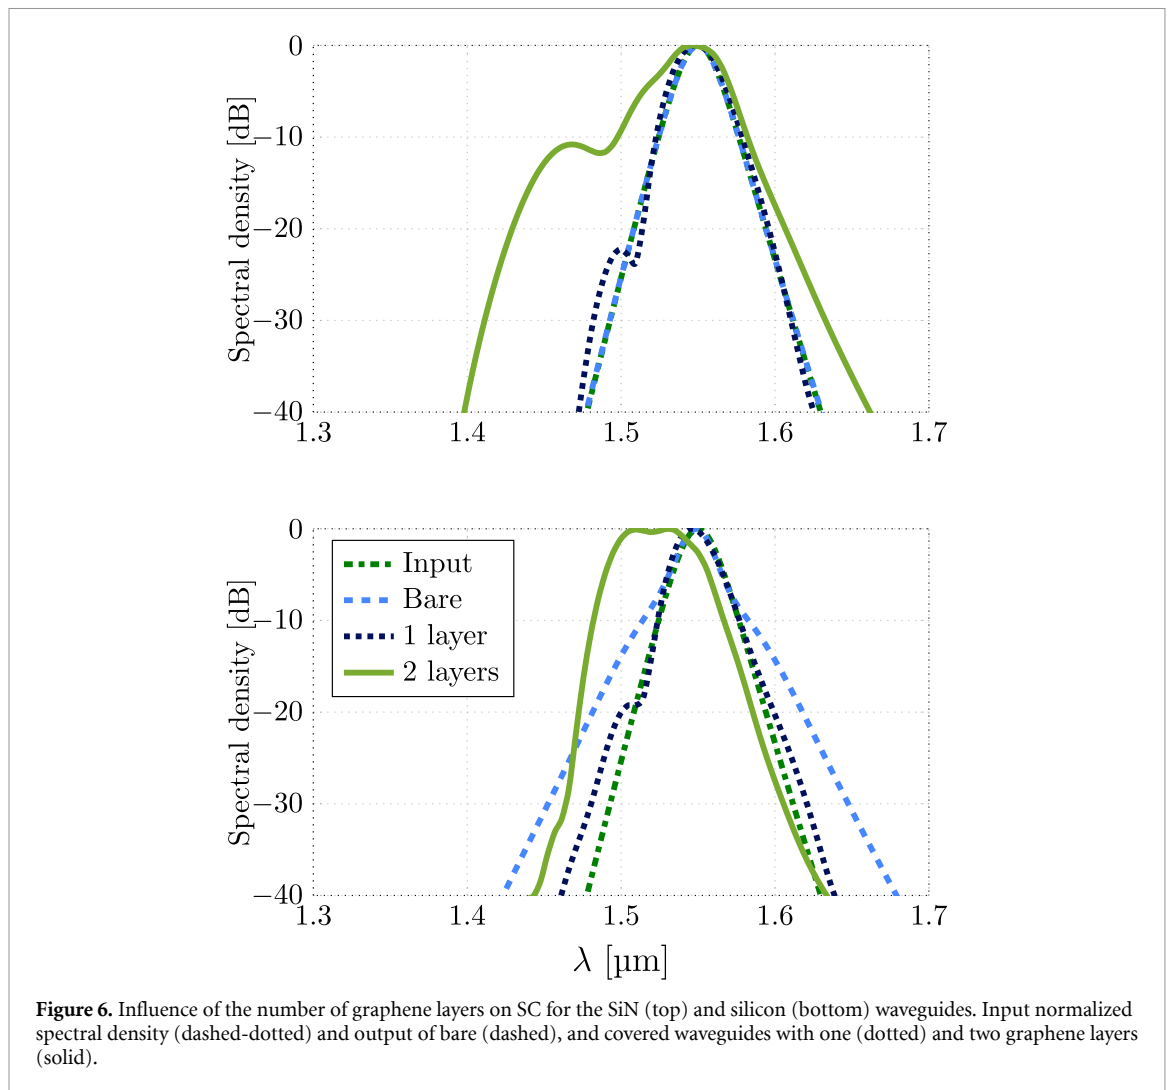 0
−10
−20
−30
−40
Spectral density [dB]
1.3 1.4 1.5 1.6 1.7
0
−10
−20
−30
−40
Spectral density [dB]
Input
Bare
1 layer
2 layers
1.3 1.4 1.5 1.6 1.7
λ [µm]
Figure 6. Influence of the number of graphene layers on SC for the SiN (top) and silicon (bottom) waveguides. Input normalized
spectral density (dashed-dotted) and output of bare (dashed), and covered waveguides with one (dotted) and two graphene layers
(solid).